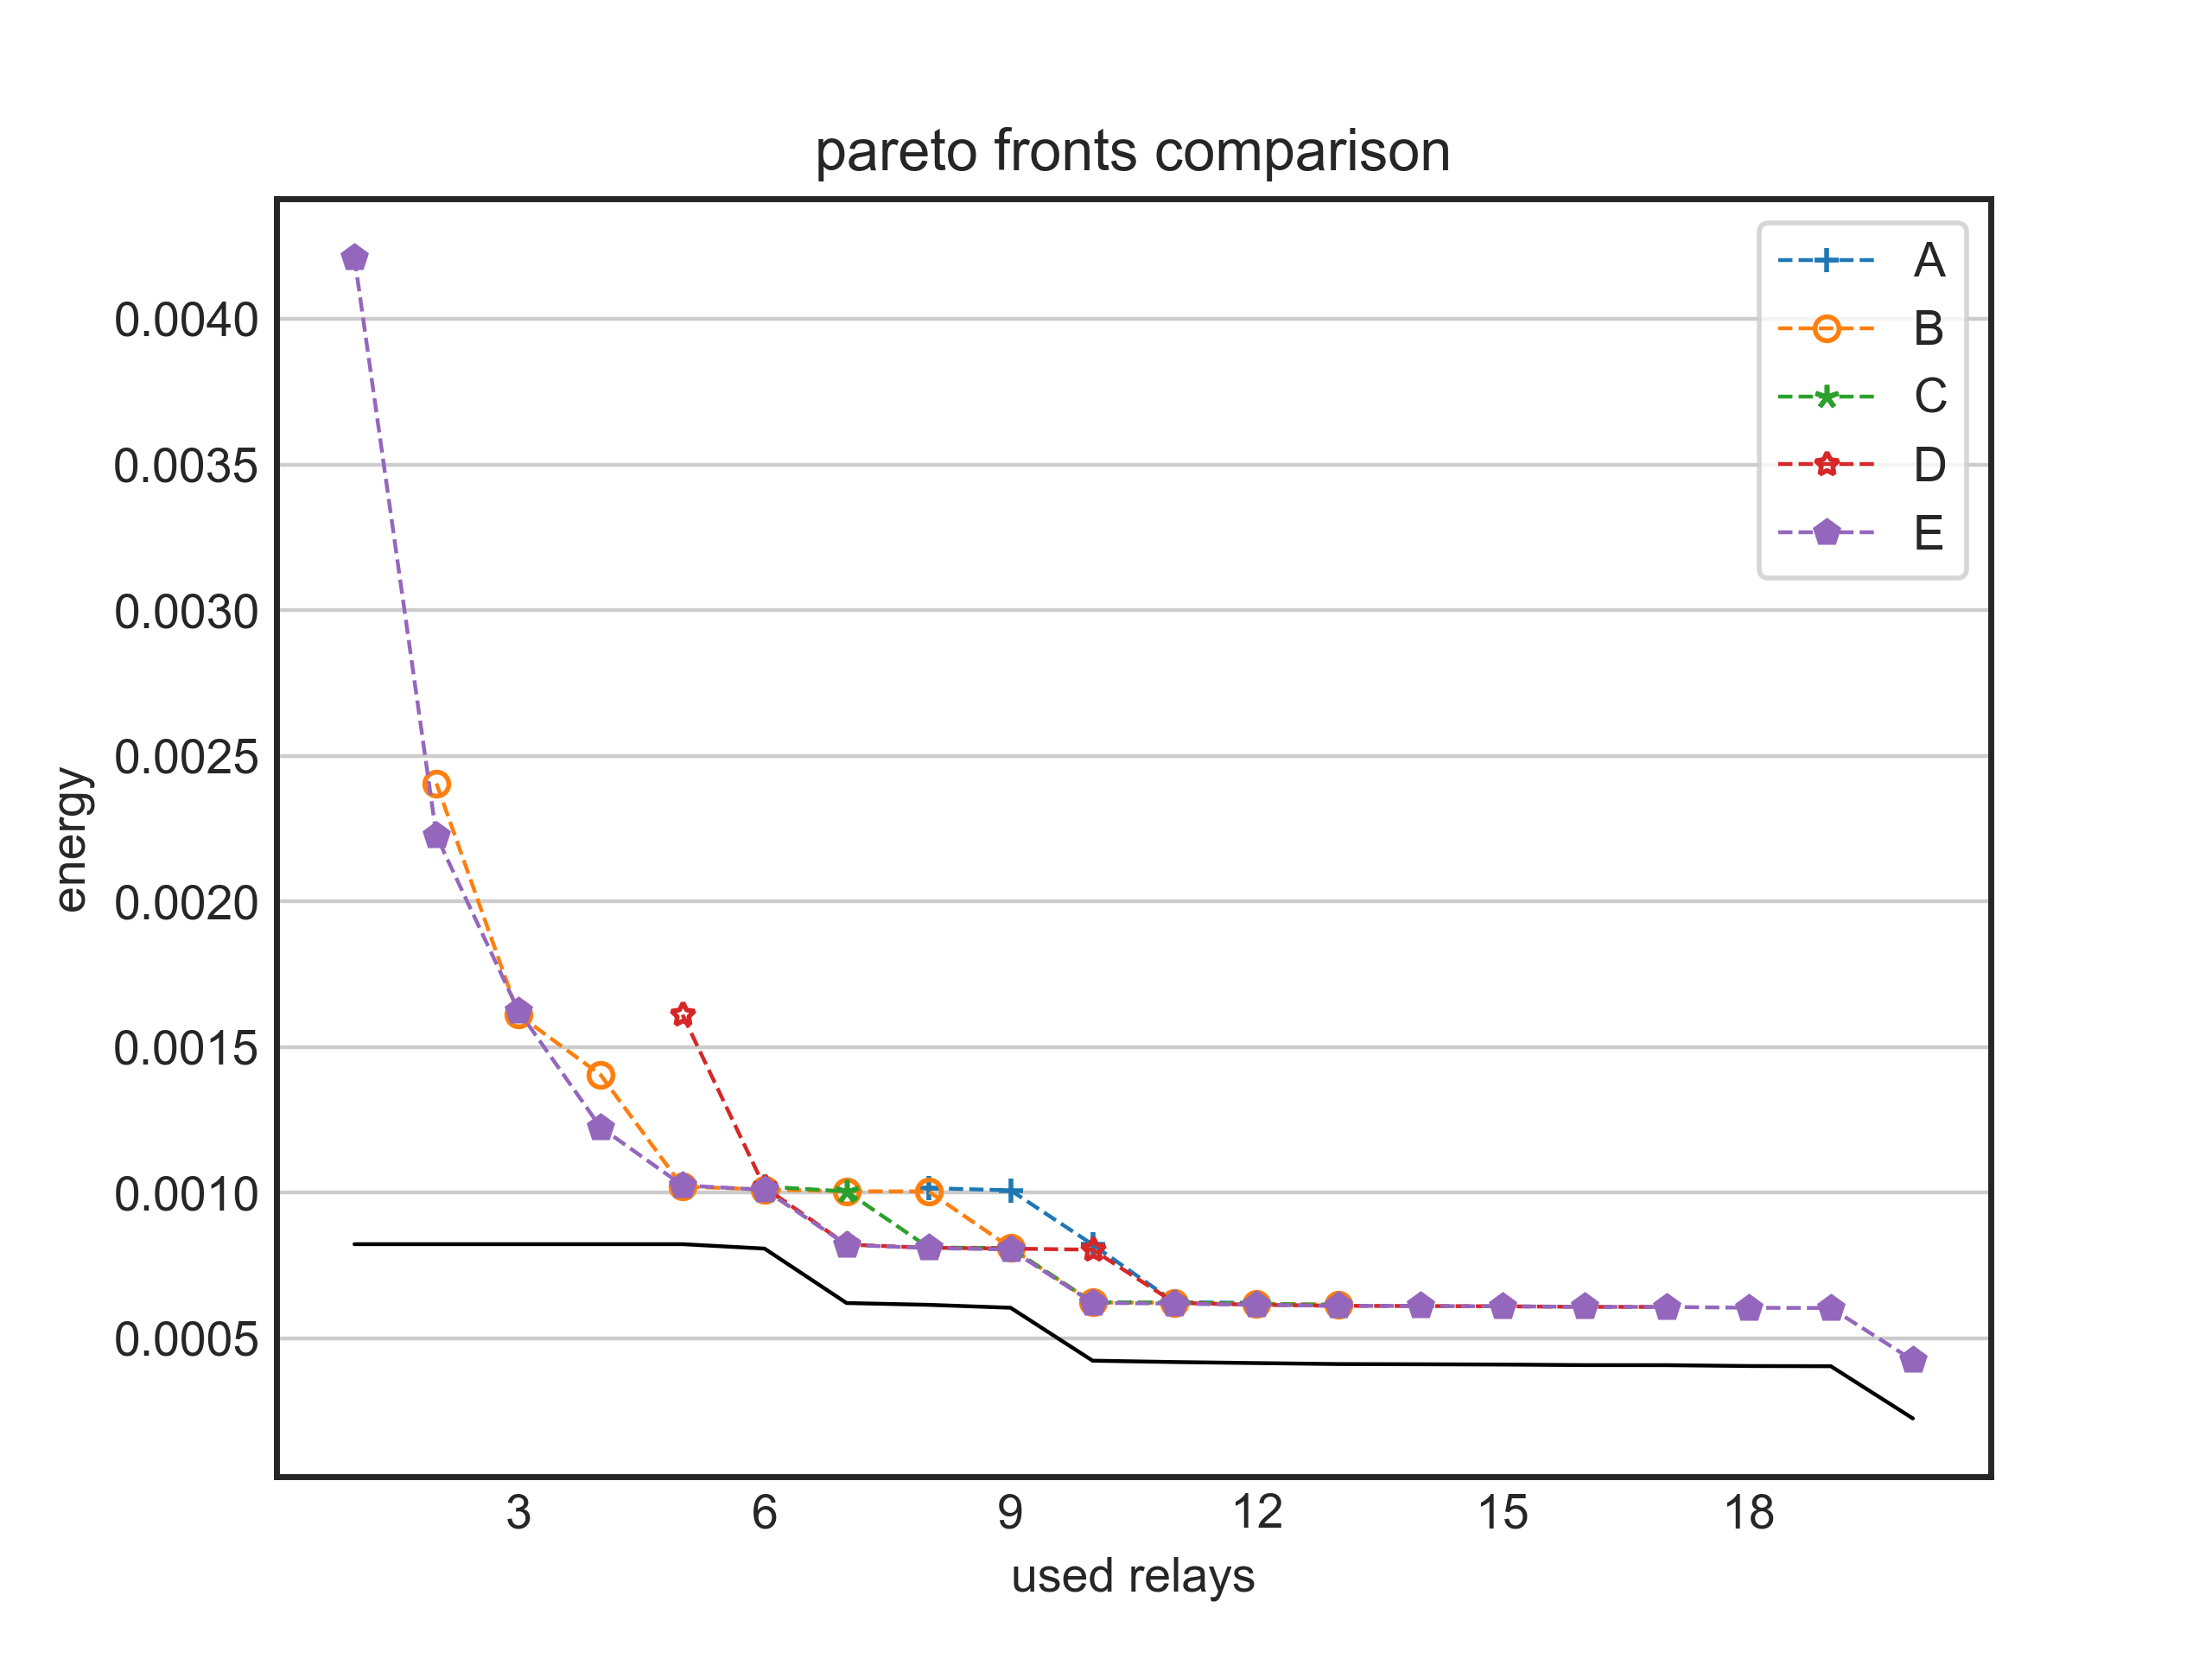 pareto fronts comparison
A
B
C
D
E
0.0040
0.0035
0.0030
0.0025
0.0020
0.0015
0.0010
0.0005
energy
3 6 9 12 15 18
used relays